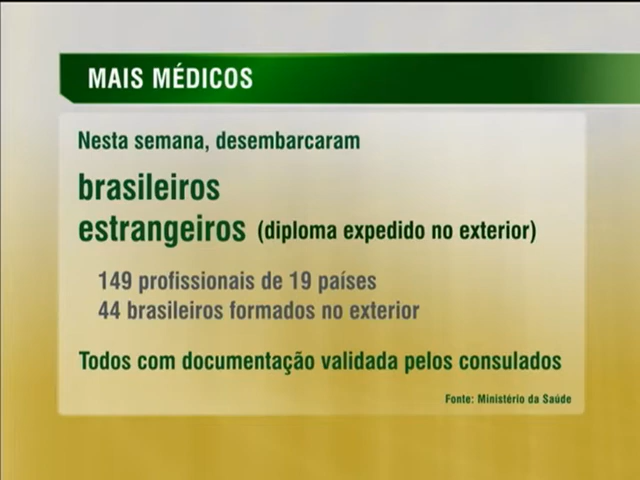 MAIS MÉDICOS
Nesta semana, desembarcaram
brasileiros
estrangeiros (diploma expedido no exterior)
149 profissionais de 19 países
44 brasileiros formados no exterior
Todos com documentação validada pelos consulados
Fonte: Ministério da Saúde